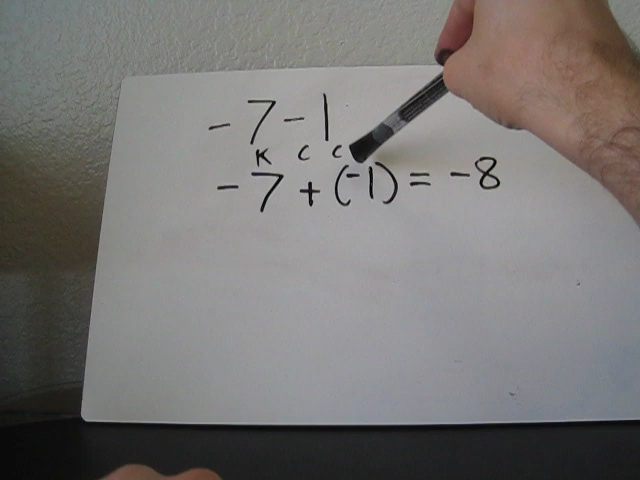 -7-1
K C C
-7 + (-1) = -8